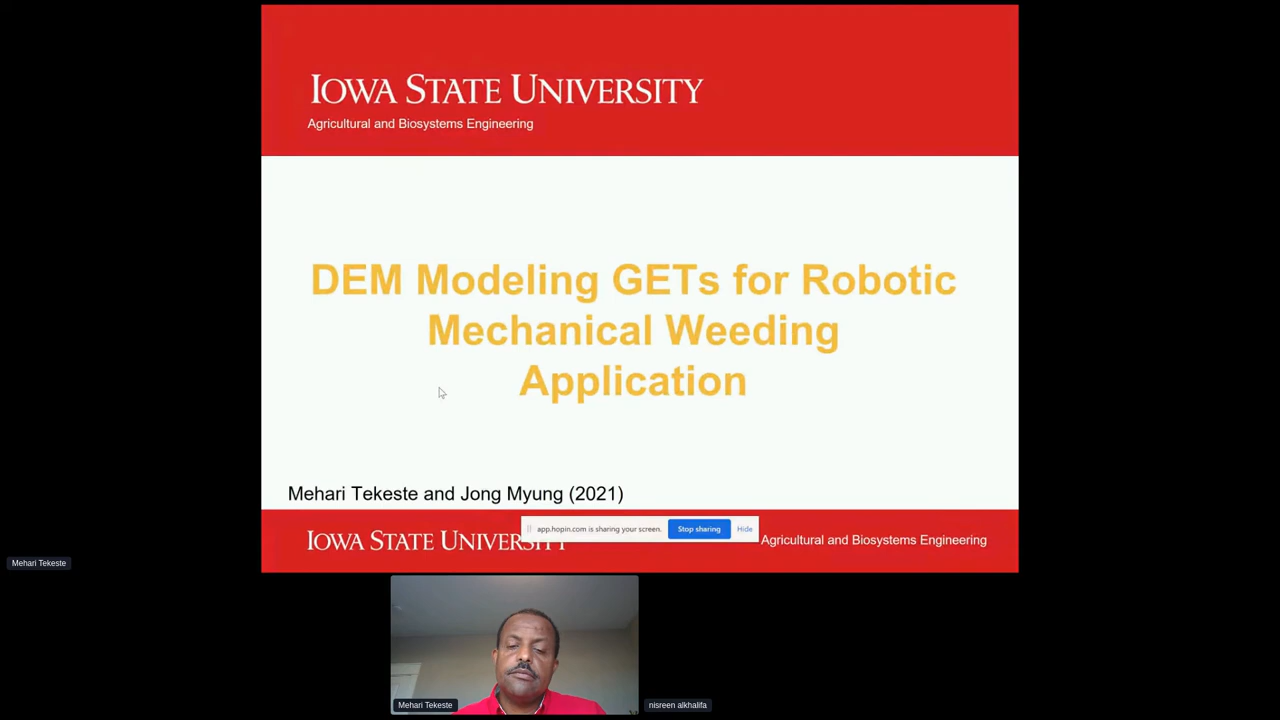 IOWA STATE UNIVERSITY
Agricultural and Biosystems Engineering
DEM Modeling GETs for Robotic
Mechanical Weeding
Application
Mehari Tekeste and Jong Myung (2021)
app.hopin.com is sharing your screen.
Stop sharing
Hide
IOWA STATE UNIVERSITY
Agricultural and Biosystems Engineering
Mehari Tekeste
Mehari Tekeste
nisreen alkhalifa